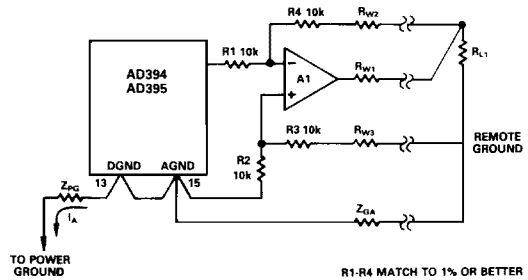 R4 10k
RW2
R1 10k
RL1
AD394
AD395
−
A1
+
RW1
R3 10k
RW3
REMOTE
GROUND
R2
10k
DGND
AGND
13
15
ZPG
IA
ZGA
TO POWER
GROUND
R1-R4 MATCH TO 1% OR BETTER